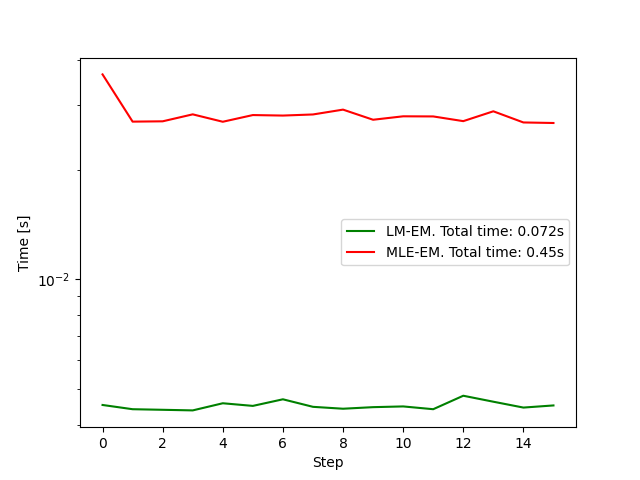 Time [s]
10⁻²
LM-EM. Total time: 0.072s
MLE-EM. Total time: 0.45s
0 2 4 6 8 10 12 14
Step